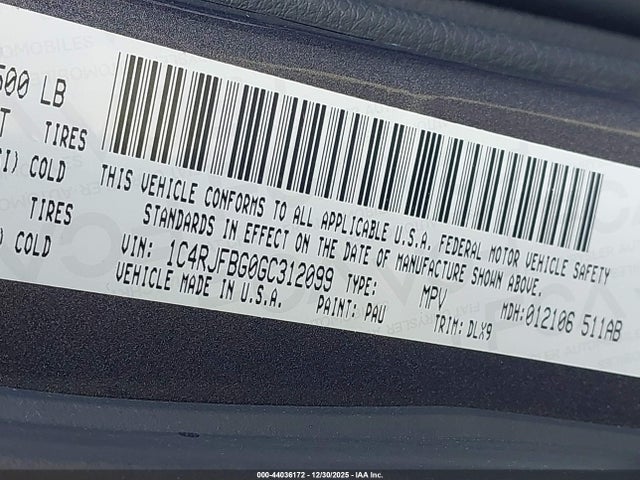 500 LB
TIRES
COLD
TIRES
COLD
THIS VEHICLE CONFORMS TO ALL APPLICABLE U.S.A. FEDERAL MOTOR VEHICLE SAFETY
STANDARDS IN EFFECT ON THE DATE OF MANUFACTURE SHOWN ABOVE.
VIN: 1C4RJFBG0GC312099 TYPE: MPV MDH:012106 511AB
VEHICLE MADE IN U.S.A. PAINT: PAU TRIM: DLX9
000-44036172 - 12/30/2025 - IAA Inc.